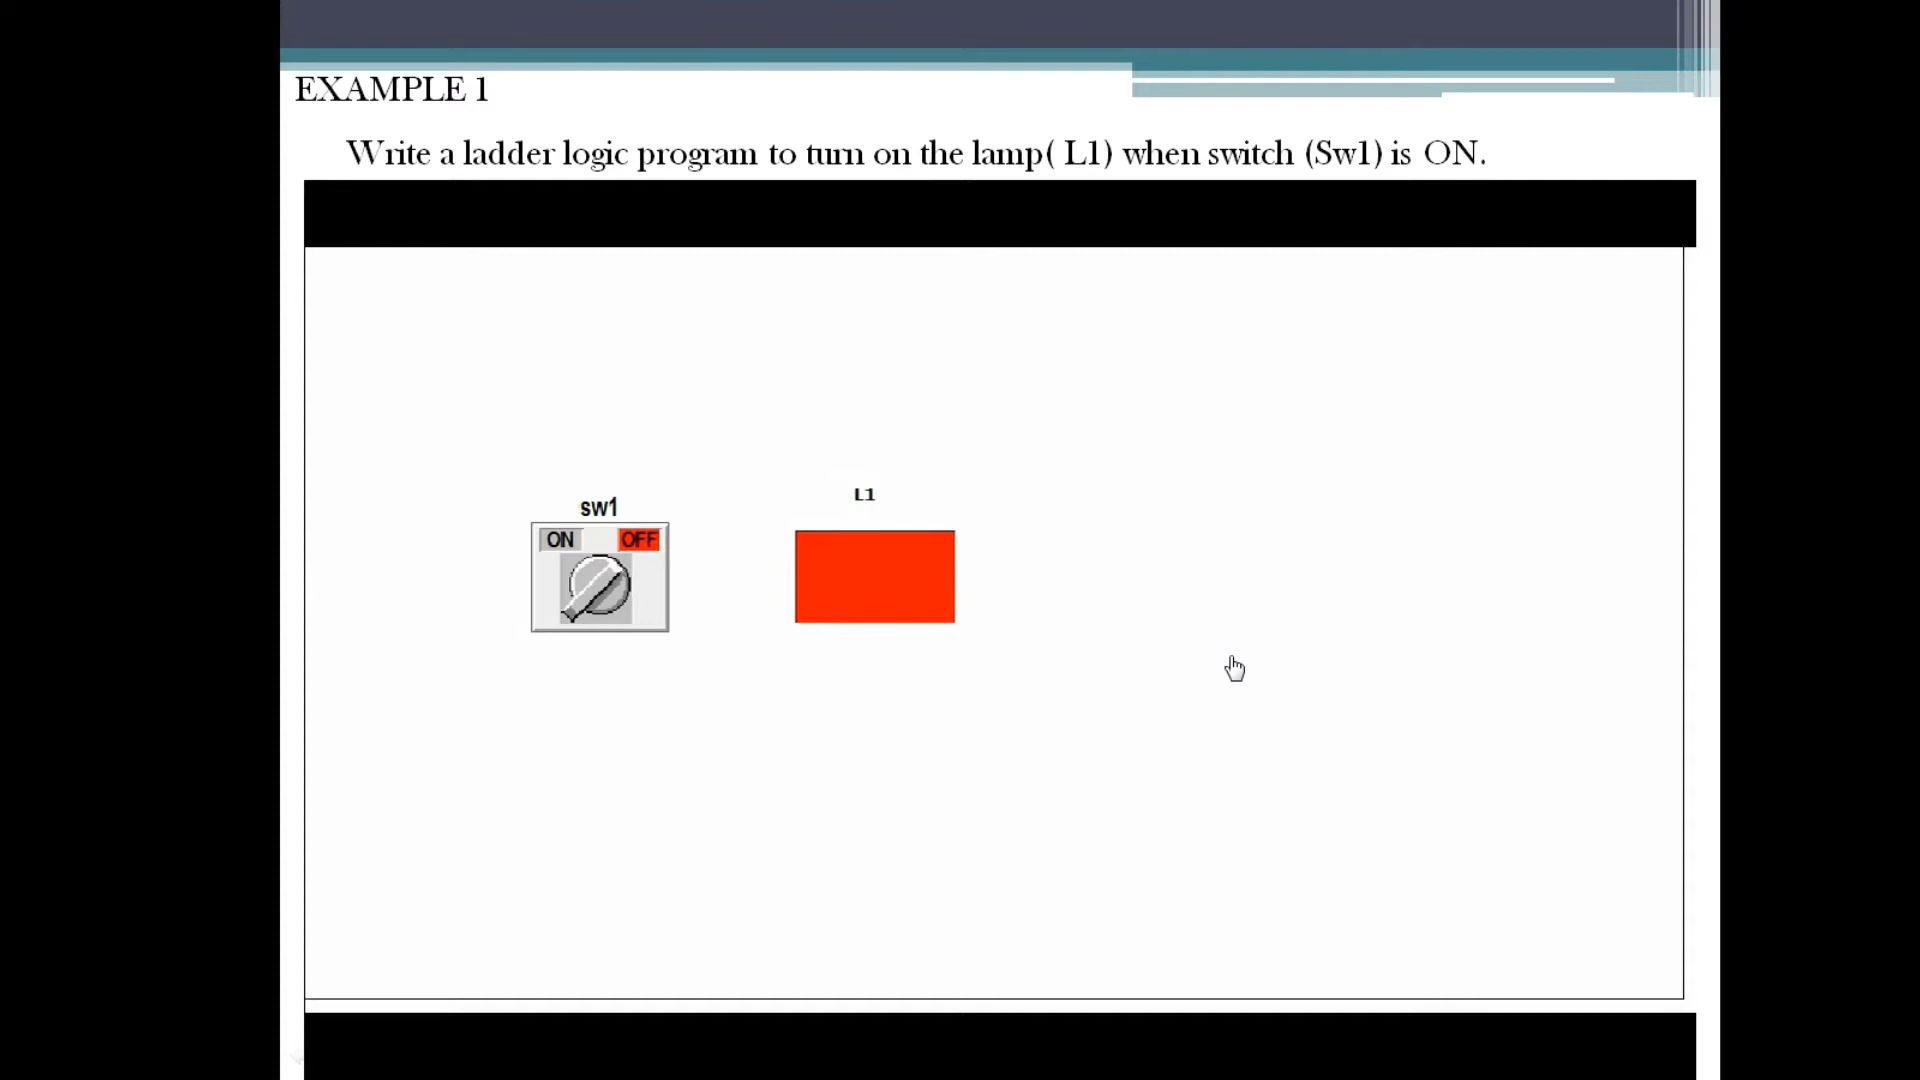 EXAMPLE 1
Write a ladder logic program to turn on the lamp( L1) when switch (Sw1) is ON.
sw1
L1
ON OFF